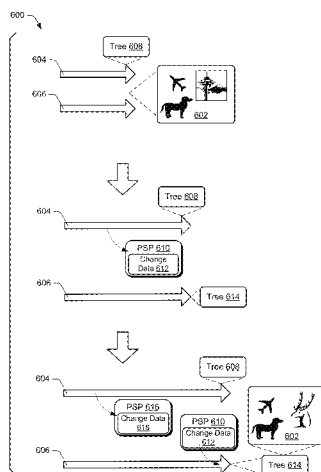 600
604
Tree 608
606
602
604
Tree 608
PSP 610
Change
Data 612
606
Tree 614
604
Tree 608
PSP 616
Change Data
618
PSP 610
Change Data
612
602
606
Tree 614